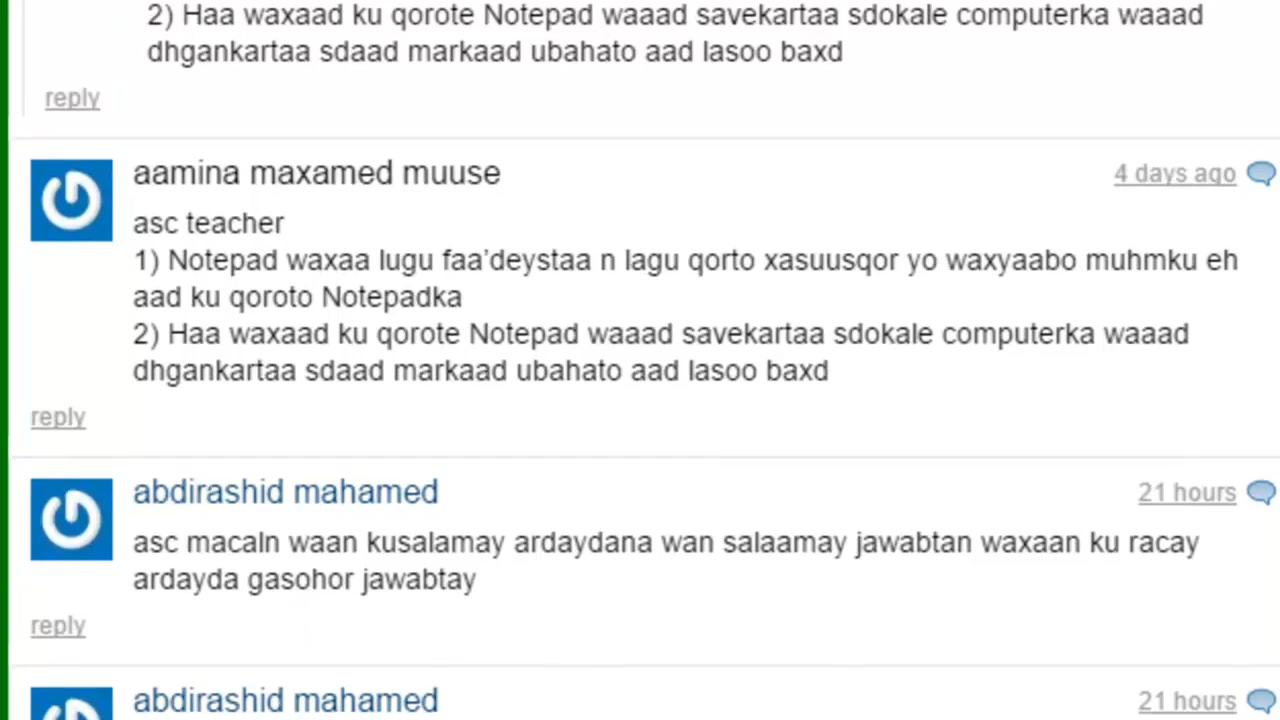 2) Haa waxaad ku qorote Notepad waaad savekartaa sdokale computerka waaad
dhgankartaa sdaad markaad ubahato aad lasoo baxd
reply
aamina maxamed muuse
4 days ago
asc teacher
1) Notepad waxaa lugu faa'deystaa n lagu qorto xasuusqor yo waxyaabo muhmku eh
aad ku qoroto Notepadka
2) Haa waxaad ku qorote Notepad waaad savekartaa sdokale computerka waaad
dhgankartaa sdaad markaad ubahato aad lasoo baxd
reply
abdirashid mahamed
21 hours
asc macaln waan kusalamay ardaydana wan salaamay jawabtan waxaan ku racay
ardayda gasohor jawabtay
reply
abdirashid mahamed
21 hours